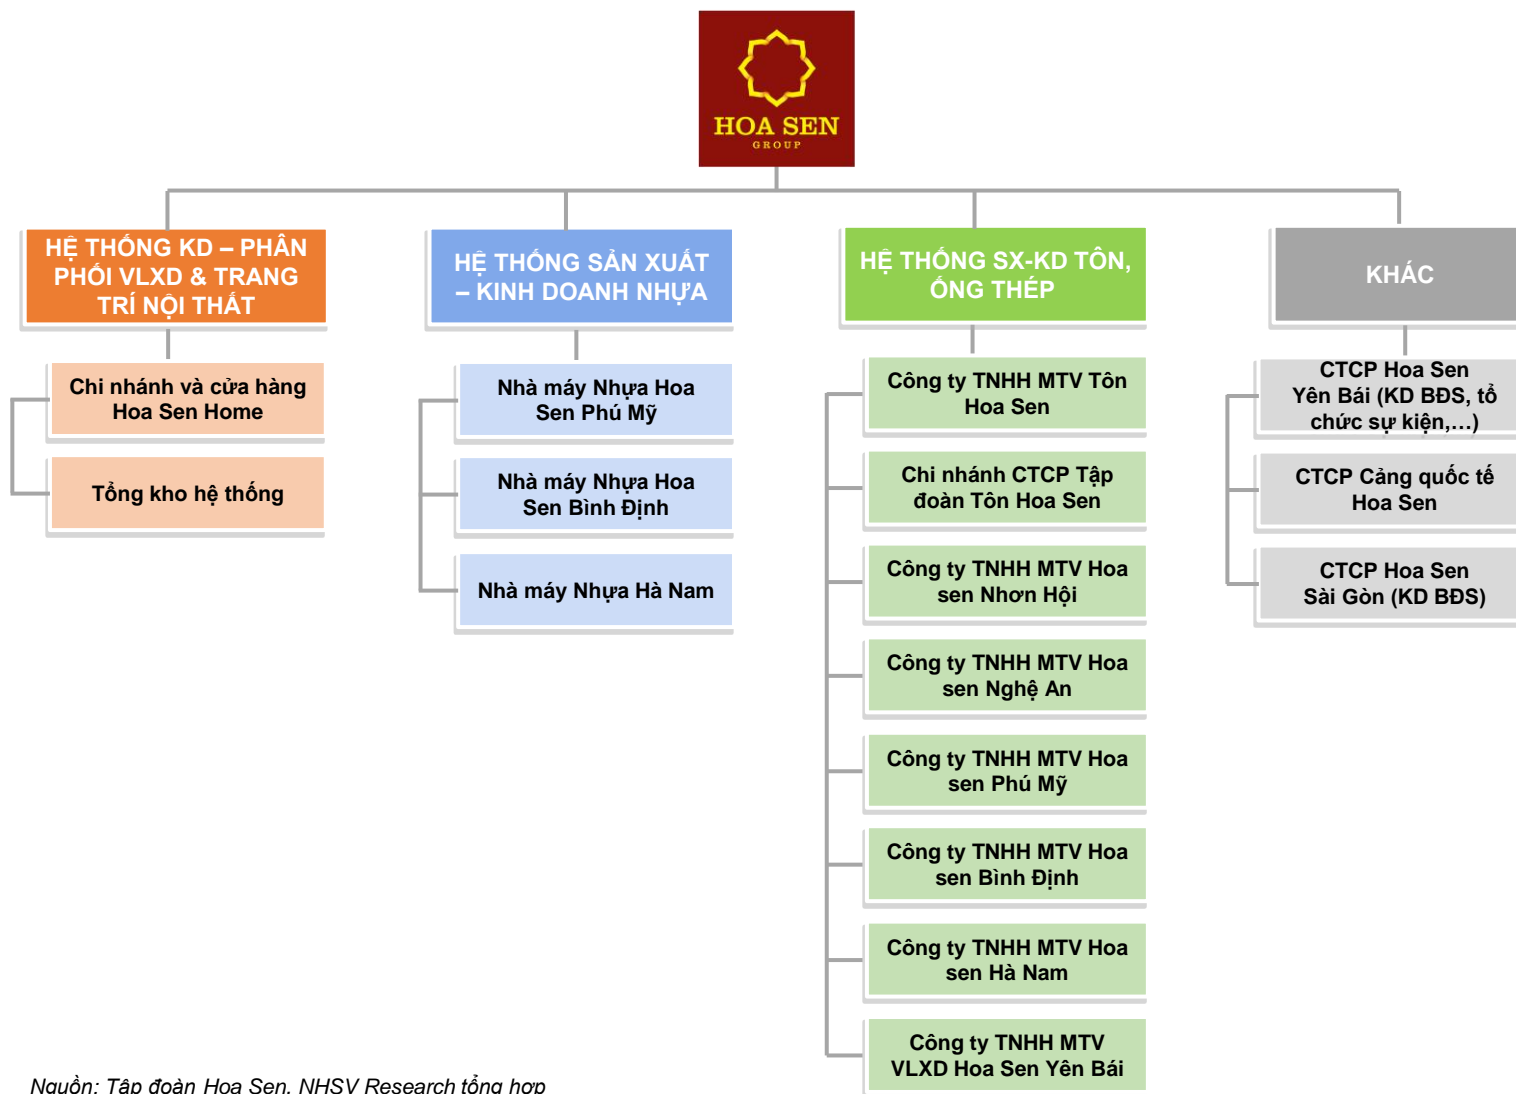 HOA SEN
GROUP
HỆ THỐNG KD – PHÂN
PHỐI VLXD & TRANG
TRÍ NỘI THẤT
Chi nhánh và cửa hàng
Hoa Sen Home
Tổng kho hệ thống
HỆ THỐNG SẢN XUẤT
– KINH DOANH NHỰA
Nhà máy Nhựa Hoa
Sen Phú Mỹ
Nhà máy Nhựa Hoa
Sen Bình Định
Nhà máy Nhựa Hà Nam
HỆ THỐNG SX-KD TÔN,
ỐNG THÉP
Công ty TNHH MTV Tôn
Hoa Sen
Chi nhánh CTCP Tập
đoàn Tôn Hoa Sen
Công ty TNHH MTV Hoa
sen Nhơn Hội
Công ty TNHH MTV Hoa
sen Nghệ An
Công ty TNHH MTV Hoa
sen Phú Mỹ
Công ty TNHH MTV Hoa
sen Bình Định
Công ty TNHH MTV Hoa
sen Hà Nam
Công ty TNHH MTV
VLXD Hoa Sen Yên Bái
KHÁC
CTCP Hoa Sen
Yên Bái (KD BĐS, tổ
chức sự kiện,…)
CTCP Cảng quốc tế
Hoa Sen
CTCP Hoa Sen
Sài Gòn (KD BĐS)
Nguồn: Tập đoàn Hoa Sen, NHSV Research tổng hợp